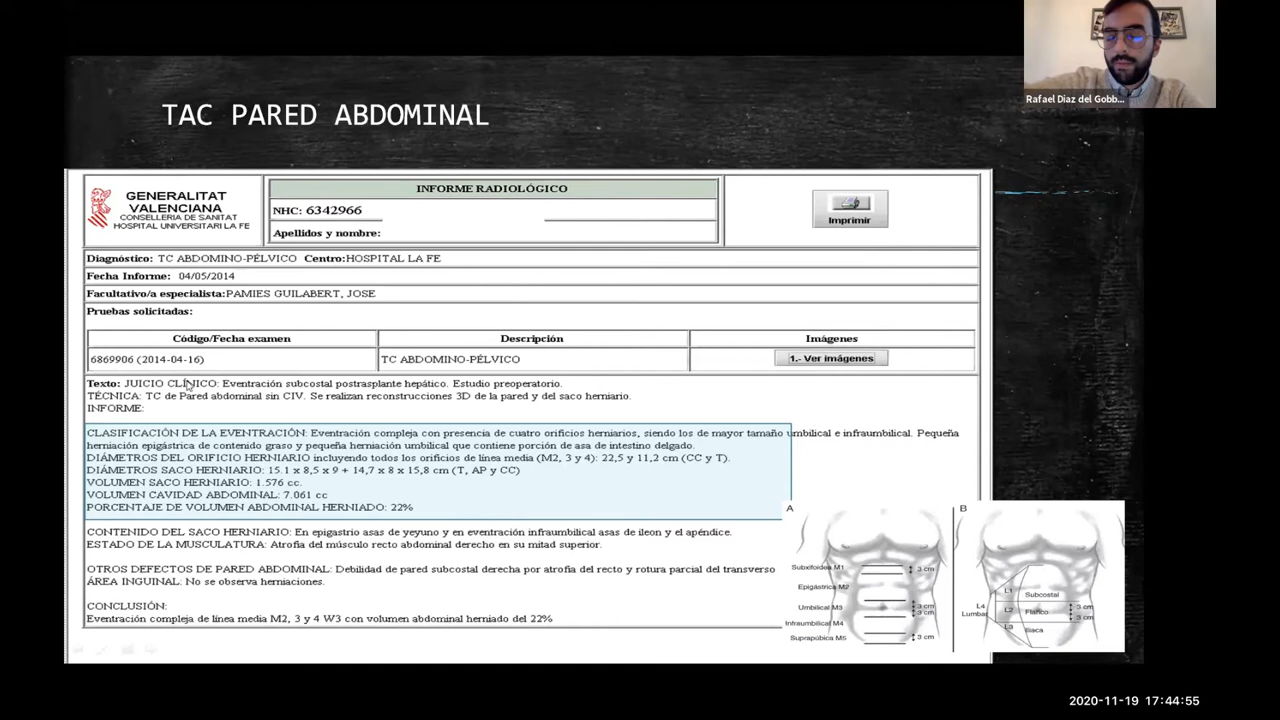 Rafael Diaz del Gobb...
TAC PARED ABDOMINAL
GENERALITAT
VALENCIANA
CONSELLERIA DE SANITAT
HOSPITAL UNIVERSITARI LA FE
INFORME RADIOLÓGICO
NHC: 6342966
Apellidos y nombre:
Imprimir
Diagnóstico: TC ABDOMINO-PÉLVICO Centro:HOSPITAL LA FE
Fecha Informe: 04/05/2014
Facultativo/a especialista:PAMIES GUILABERT, JOSE
Pruebas solicitadas:
Código/Fecha examen Descripción Imágenes
6869906 (2014-04-16) TC ABDOMINO-PÉLVICO 1.- Ver imágenes
Texto: JUICIO CLÍNICO: Eventración subcostal postrasplante hepático. Estudio preoperatorio.
TÉCNICA: TC de Pared abdominal sin CIV. Se realizan reconstrucciones 3D de la pared y del saco herniario.
INFORME:
CLASIFICACIÓN DE LA EVENTRACIÓN: Eventración compleja con presencia de cuatro orificios herniarios, siendo los de mayor tamaño umbilical e infraumbilical. Pequeña
herniación epigástrica de contenido graso y pequeña herniación umbilical que contiene porción de asa de intestino delgado.
DIÁMETROS DEL ORIFICIO HERNIARIO incluyendo todos los orificios de línea media (M2, 3 y 4): 22,5 y 11,2 cm (CC y T).
DIÁMETROS SACO HERNIARIO: 15.1 x 8,5 x 9 + 14,7 x 8 x 15,8 cm (T, AP y CC)
VOLUMEN SACO HERNIARIO: 1.576 cc.
VOLUMEN CAVIDAD ABDOMINAL: 7.061 cc
PORCENTAJE DE VOLUMEN ABDOMINAL HERNIADO: 22%
CONTENIDO DEL SACO HERNIARIO: En epigastrio asas de yeyuno y en eventración infraumbilical asas de ileon y el apéndice.
ESTADO DE LA MUSCULATURA: Atrofia del músculo recto abdominal derecho en su mitad superior.
OTROS DEFECTOS DE PARED ABDOMINAL: Debilidad de pared subcostal derecha por atrofia del recto y rotura parcial del transverso
ÁREA INGUINAL: No se observa herniaciones.
CONCLUSIÓN:
Eventración compleja de línea media M2, 3 y 4 W3 con volumen abdominal herniado del 22%
A
Subxifoidea M1
3 cm
Epigástrica M2
Umbilical M3
3 cm
3 cm
Infraumbilical M4
Suprapúbica M5
3 cm
B
L1
Subcostal
L4
Lumbar
L2
Flanco
3 cm
3 cm
L3
Iliaca
2020-11-19 17:44:55